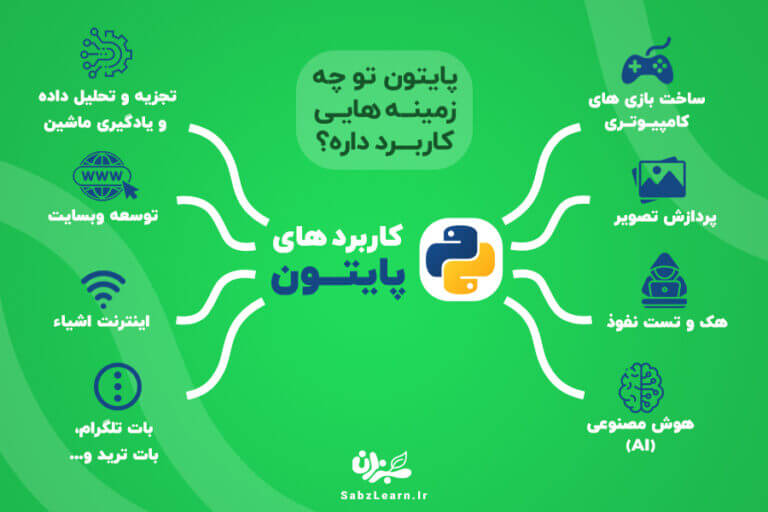 پایتون تو چه
زمینه هایی
کاربرد داره؟
کاربرد های
پایتون
ساخت بازی های
کامپیوتری
پردازش تصویر
هک و تست نفوذ
هوش مصنوعی
(AI)
تجزیه و تحلیل داده
و یادگیری ماشین
www
توسعه وبسایت
اینترنت اشیاء
بات تلگرام،
بات ترید و...
سبزلرن
SabzLearn.Ir